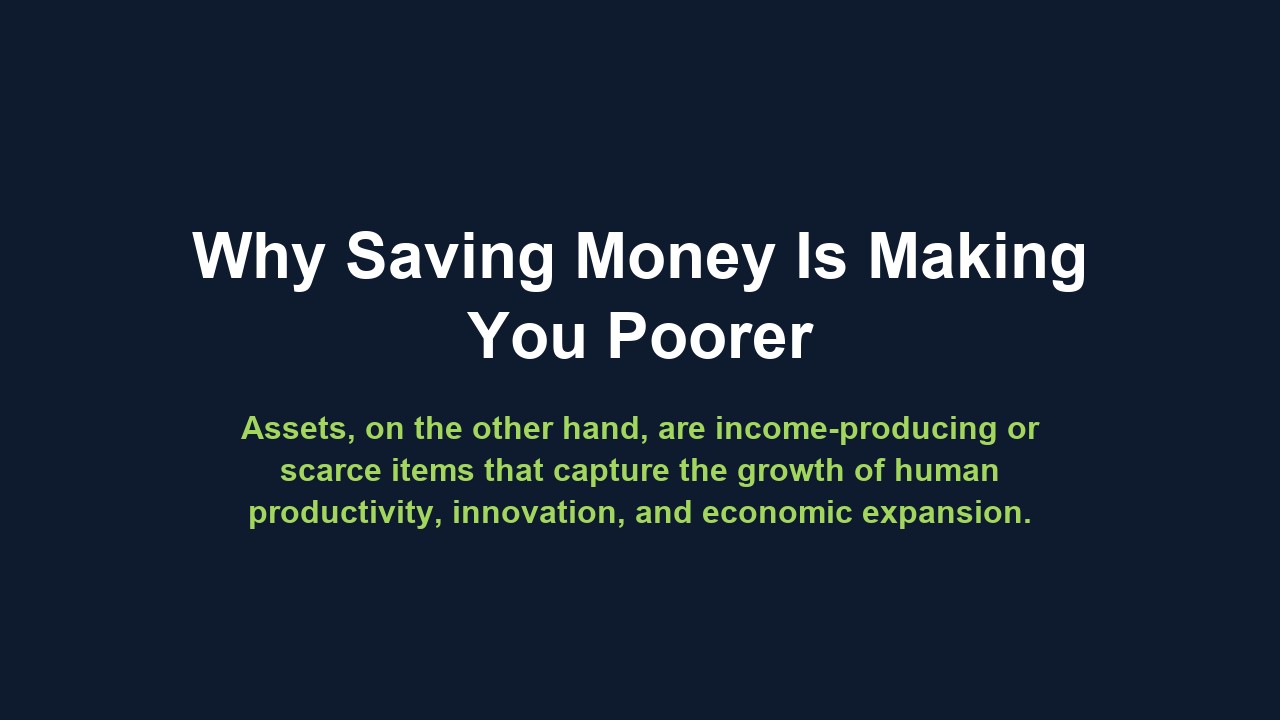 Why Saving Money Is Making
You Poorer
Assets, on the other hand, are income-producing or
scarce items that capture the growth of human
productivity, innovation, and economic expansion.